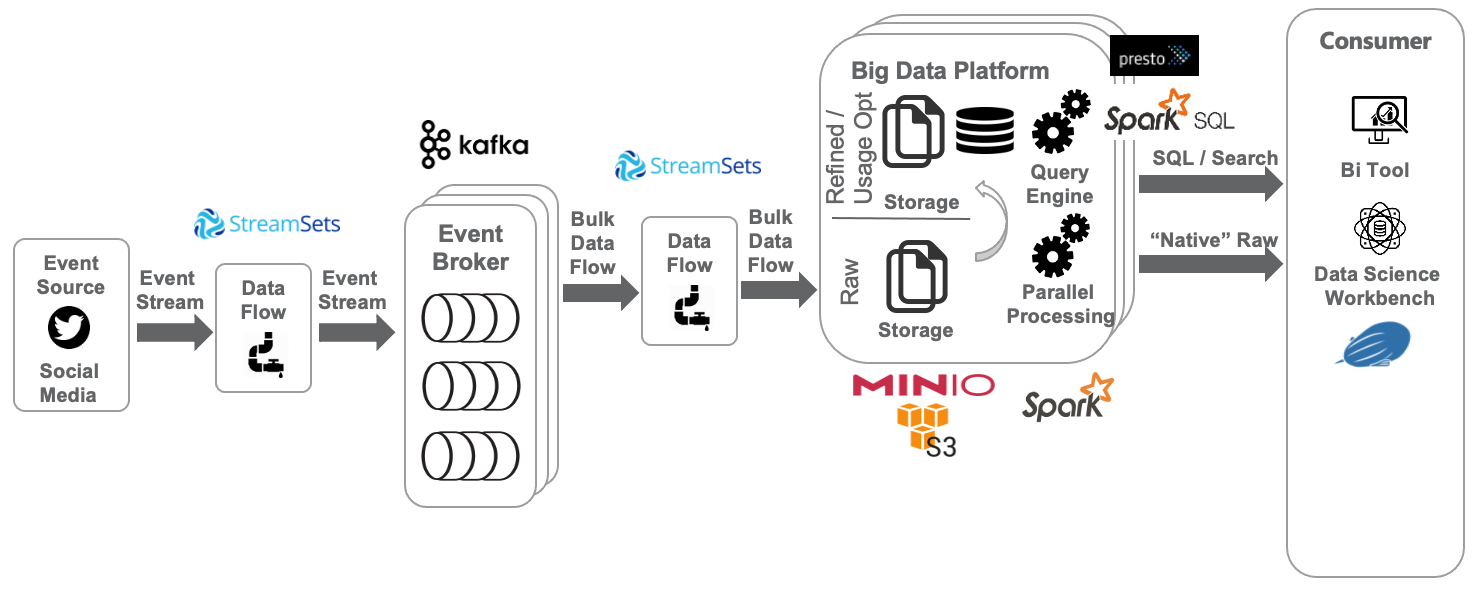 Event
Source
Social
Media
Event
Stream
StreamSets
Data
Flow
Event
Stream
kafka
Event
Broker
Bulk
Data
Flow
StreamSets
Data
Flow
Bulk
Data
Flow
Big Data Platform
Refined /
Usage Opt
Storage
Query
Engine
Raw
Storage
Parallel
Processing
MINIO
S3
Spark
presto
Spark SQL
SQL / Search
“Native” Raw
Consumer
Bi Tool
Data Science
Workbench